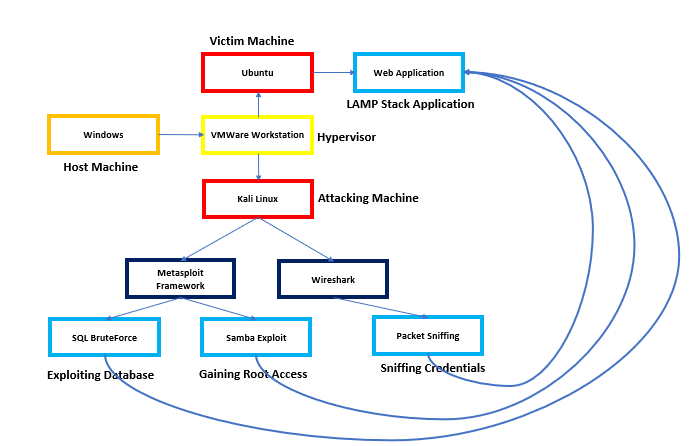 Victim Machine
Ubuntu
Web Application
LAMP Stack Application
Windows
VMWare Workstation
Hypervisor
Host Machine
Kali Linux
Attacking Machine
Metasploit
Framework
Wireshark
SQL BruteForce
Samba Exploit
Packet Sniffing
Exploiting Database
Gaining Root Access
Sniffing Credentials